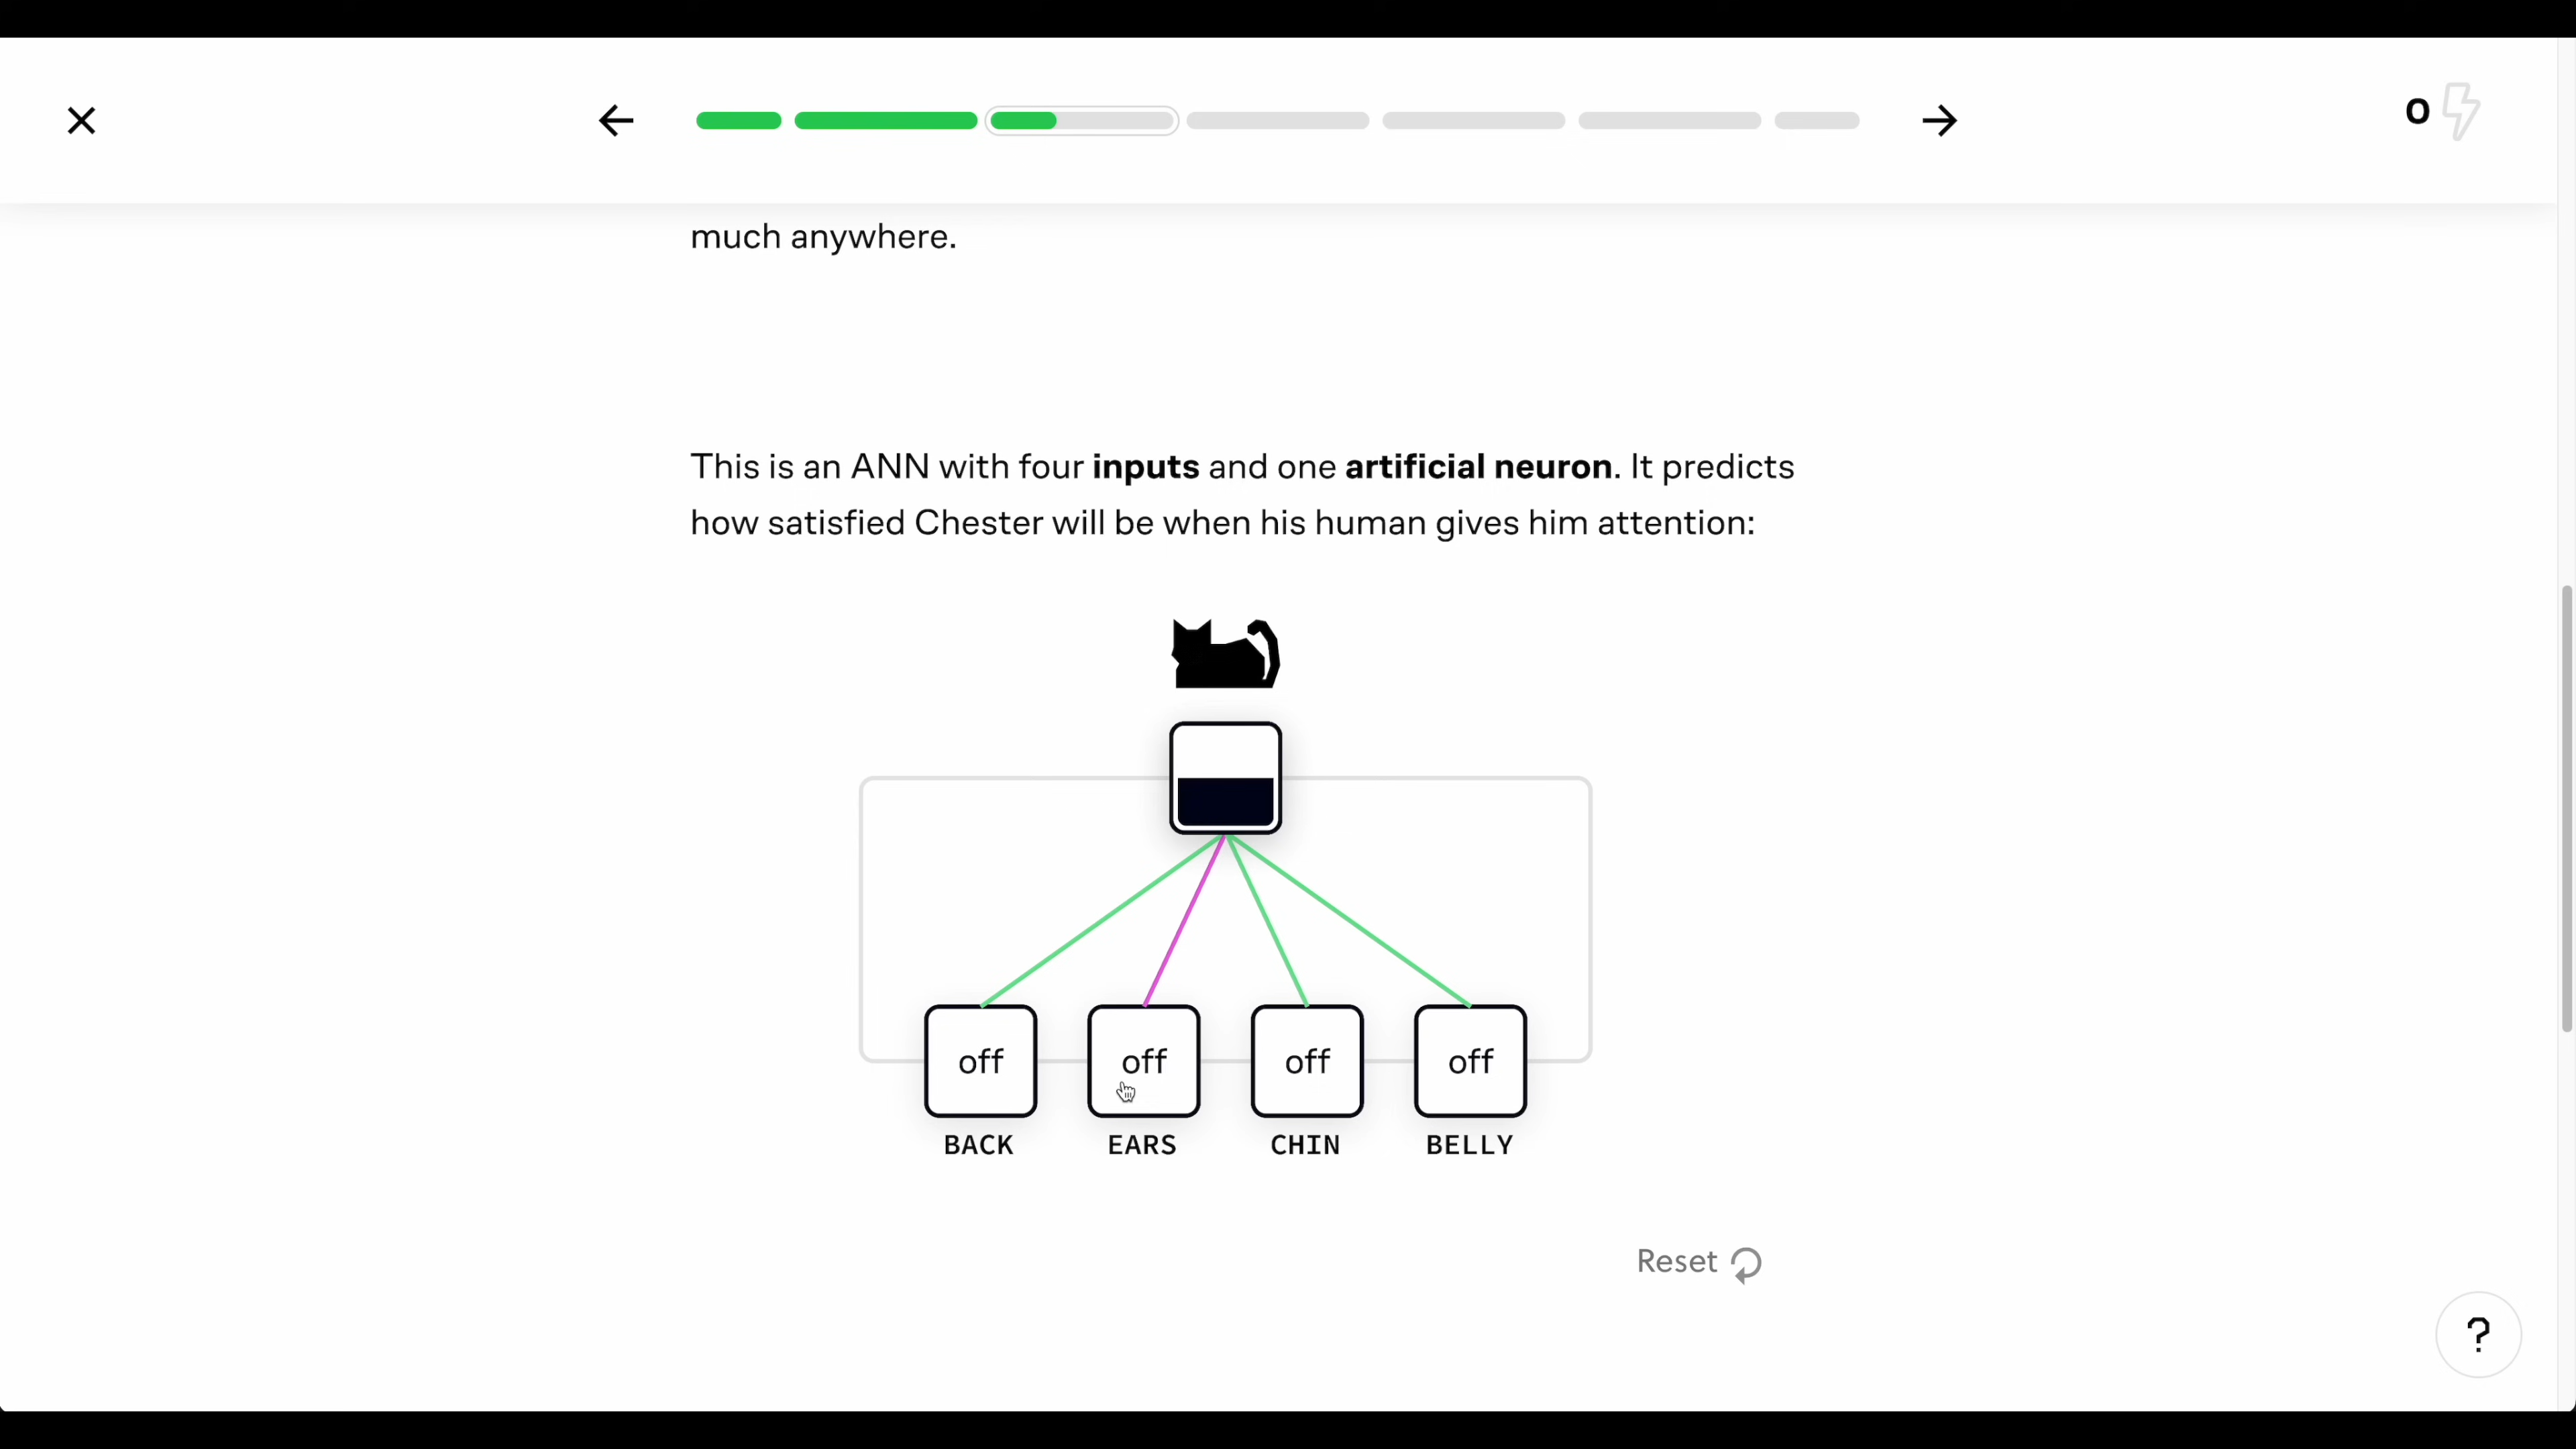 0
much anywhere.
This is an ANN with four inputs and one artificial neuron. It predicts
how satisfied Chester will be when his human gives him attention:
off off off off
BACK EARS CHIN BELLY
Reset
?